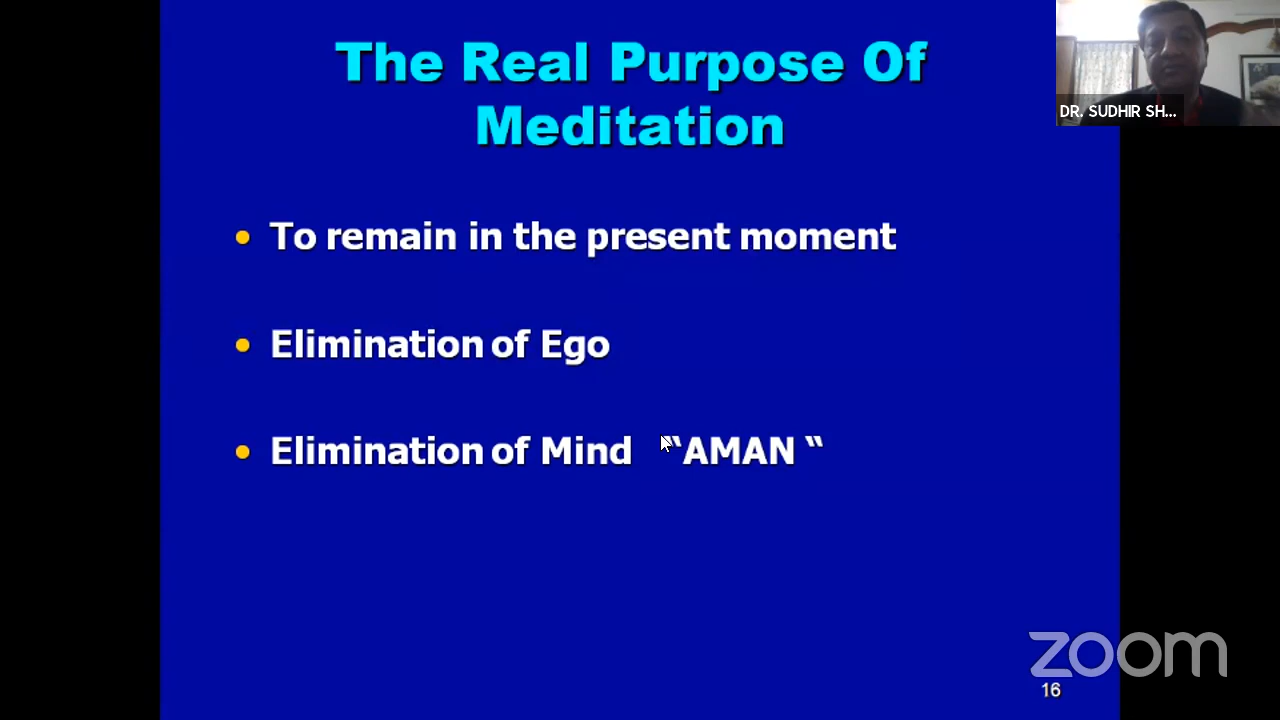 The Real Purpose Of
Meditation
DR. SUDHIR SH...
• To remain in the present moment
• Elimination of Ego
• Elimination of Mind “AMAN “
zoom
16